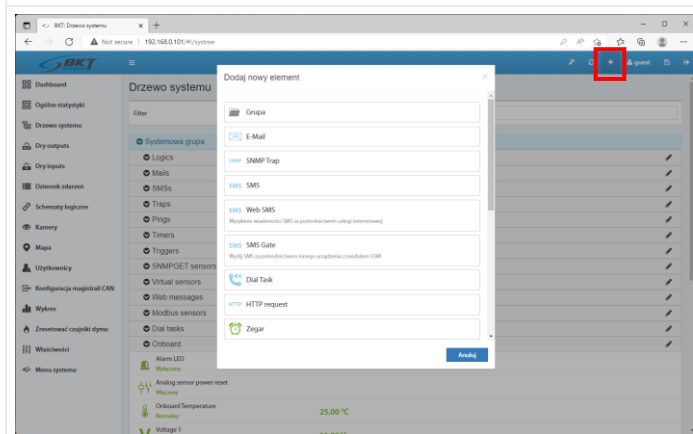 BKT: Drzewo systemu
Not secure
192.168.0.101/#!/systree
BKT
guest
Dashboard
Ogólne statystyki
Drzewo systemu
Dry outputs
Dry inputs
Dziennik zdarzeń
Schematy logiczne
Kamery
Mapa
Użytkownicy
Konfiguracja magistrali CAN
Wykres
Zresetować czujniki dymu
Właściwości
Menu systemu
Drzewo systemu
Filter
Systemowa grupa
Logics
Mails
SMSs
Traps
Pings
Timers
Triggers
SNMPGET sensors
Virtual sensors
Web messages
Modbus sensors
Dial tasks
Onboard
Alarm LED
Wyłączony
Analog sensor power reset
Włączony
Onboard Temperature
Normalny
25.00 °C
Voltage 1
Dodaj nowy element
Grupa
E-Mail
SNMP Trap
SMS SMS
SMS Web SMS
Wysyłanie wiadomości SMS za pośrednictwem usługi internetowej
SMS SMS Gate
Wyślij SMS za pośrednictwem innego urządzenia z modułem GSM
Dial Task
HTTP HTTP request
Zegar
Anuluj